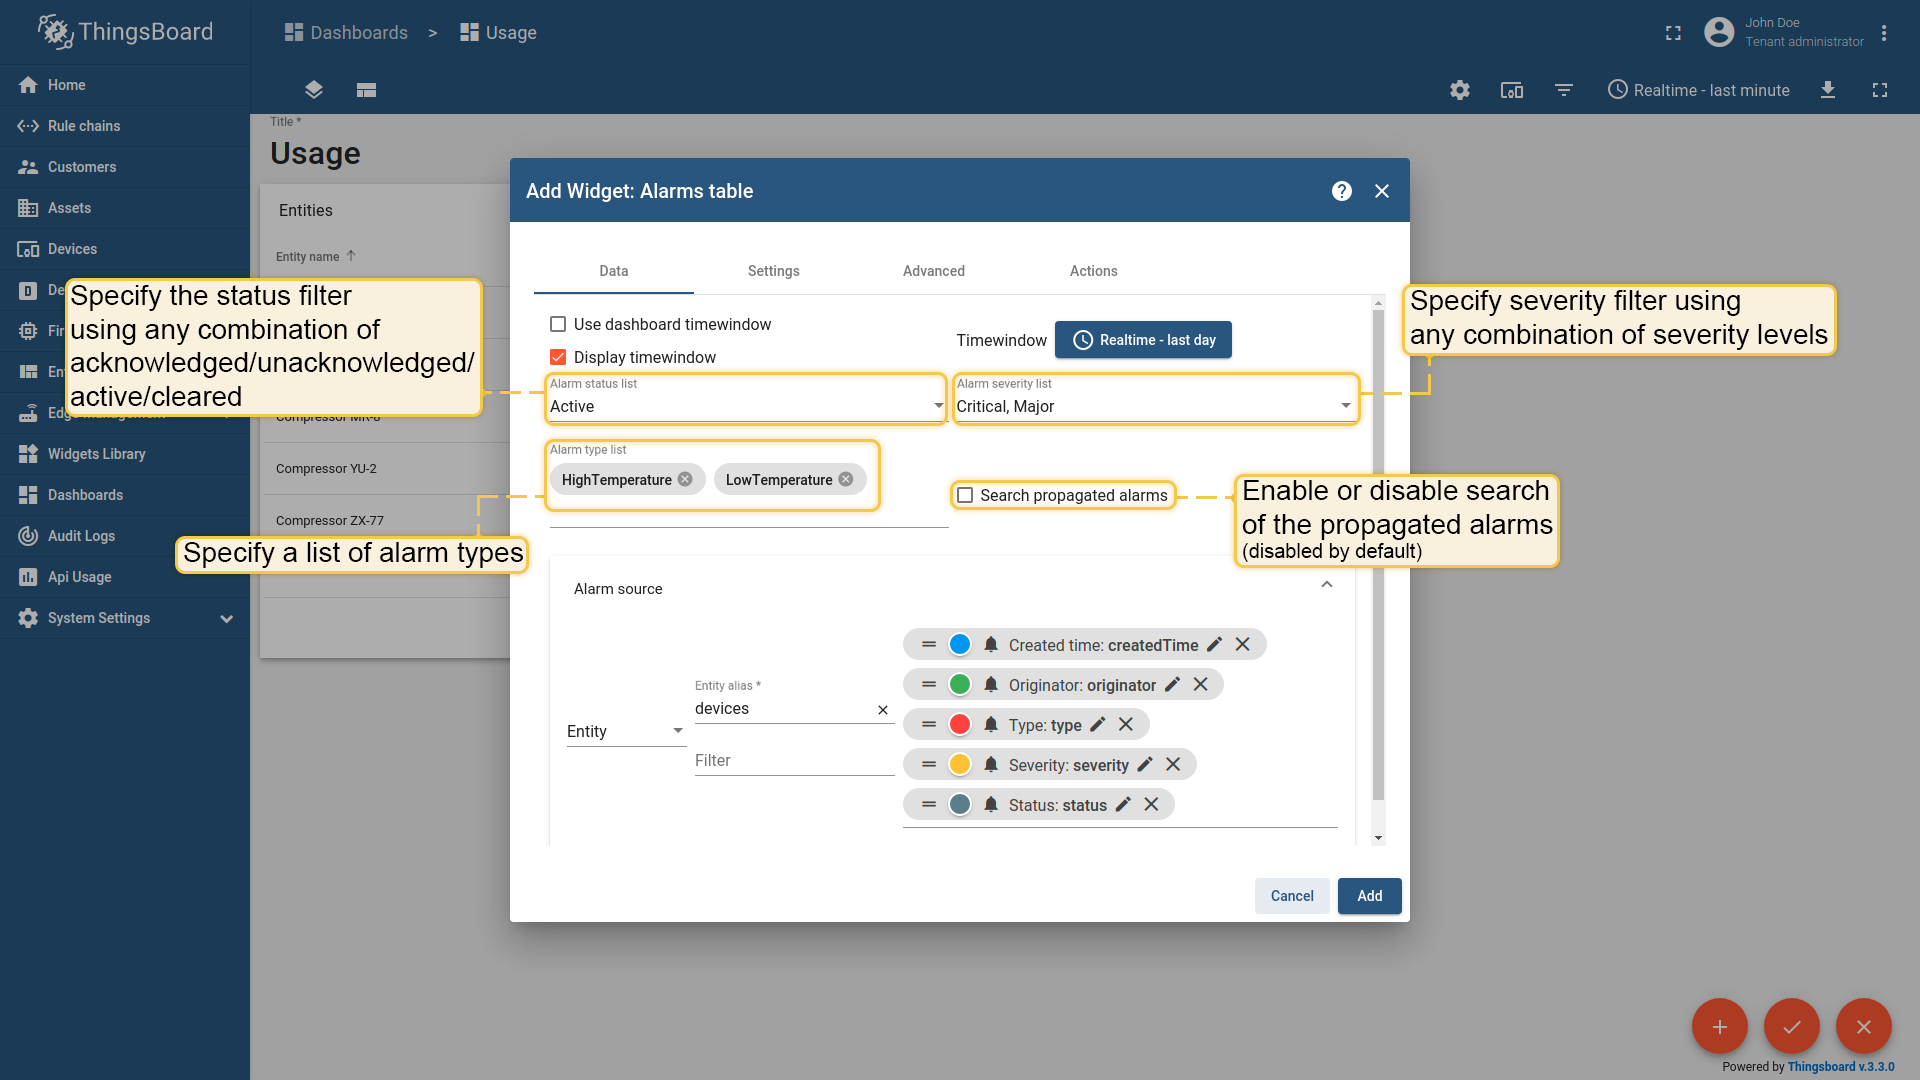 ThingsBoard
Dashboards > Usage
John Doe
Tenant administrator
Realtime - last minute
Home
Rule chains
Customers
Assets
Devices
De
Fir
En
Widgets Library
Dashboards
Audit Logs
Api Usage
System Settings
Title *
Usage
Entities
Entity name
Compressor YU-2
Compressor ZX-77
Add Widget: Alarms table
Data
Settings
Advanced
Actions
Use dashboard timewindow
Display timewindow
Timewindow
Realtime - last day
Alarm status list
Active
Alarm severity list
Critical, Major
Alarm type list
HighTemperature
LowTemperature
Search propagated alarms
Specify the status filter
using any combination of
acknowledged/unacknowledged/
active/cleared
Specify severity filter using
any combination of severity levels
Specify a list of alarm types
Enable or disable search
of the propagated alarms
(disabled by default)
Alarm source
Entity
Entity alias *
devices
Filter
Created time: createdTime
Originator: originator
Type: type
Severity: severity
Status: status
Cancel
Add
Powered by Thingsboard v.3.3.0